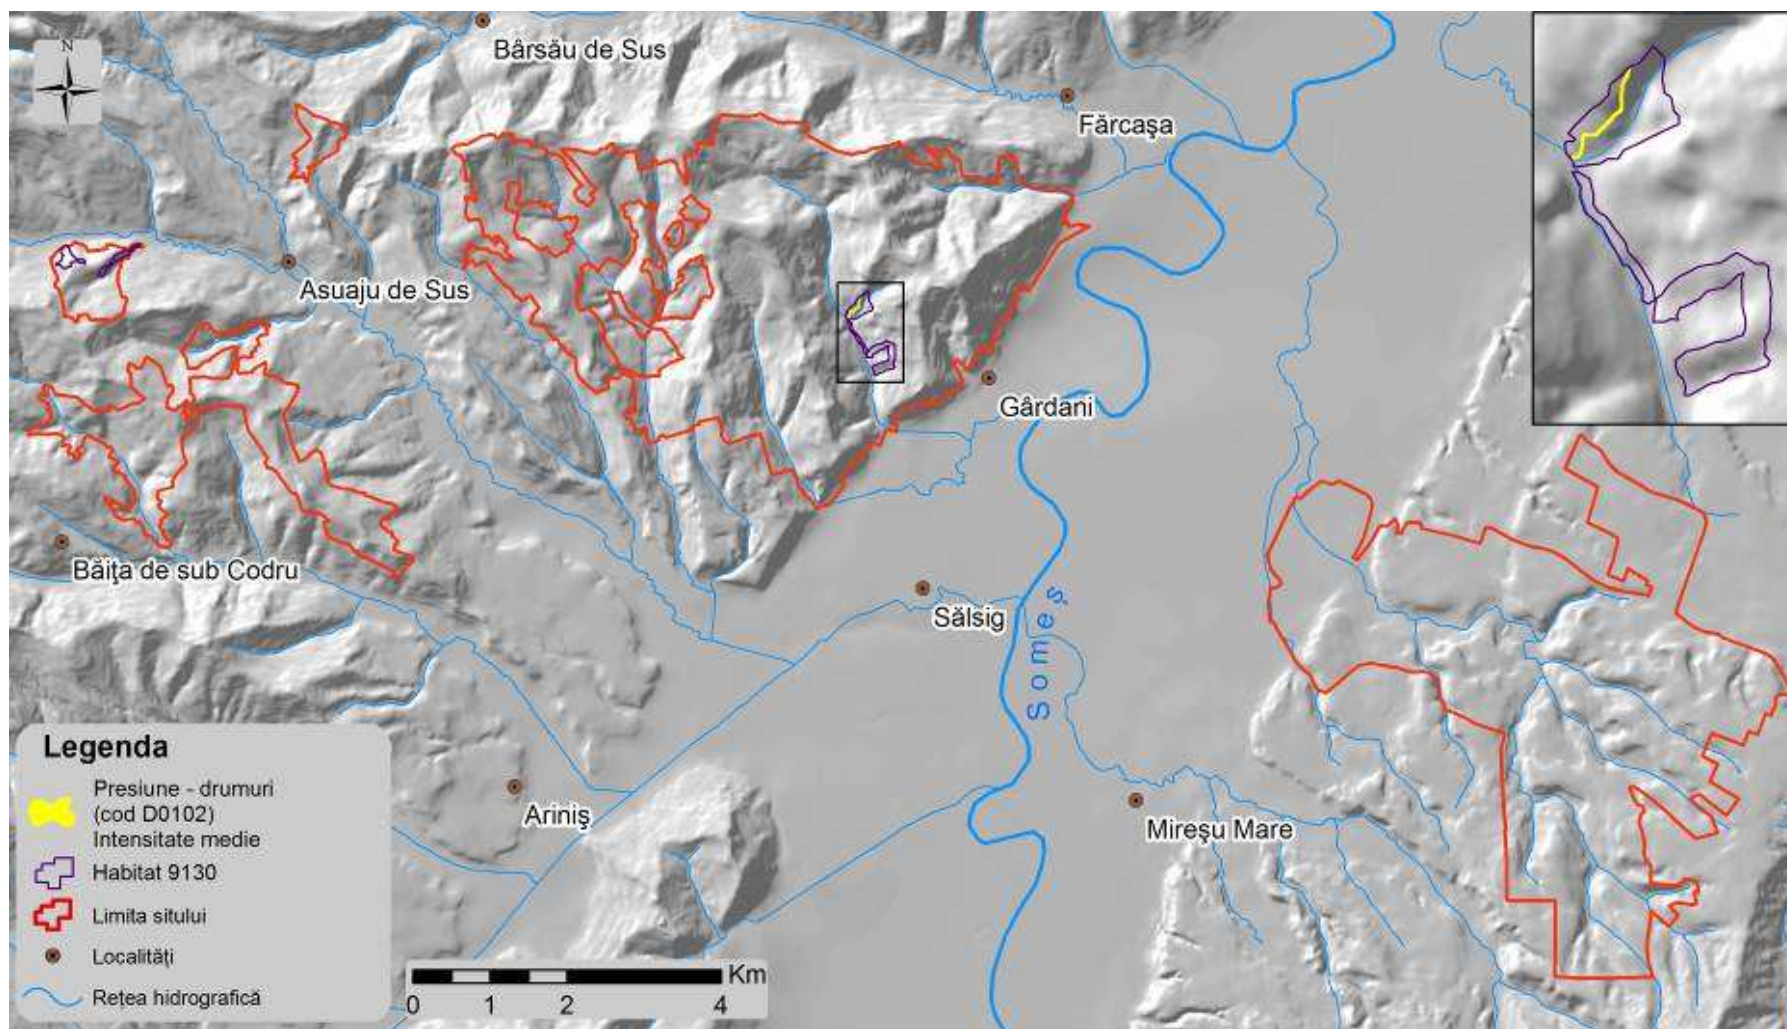 N
Bârsău de Sus
Fărcaşa
Asuaju de Sus
Gârdani
Băiţa de sub Codru
Sălsig
Someş
Ariniş
Mireşu Mare
Legenda
Presiune - drumuri
(cod D0102)
Intensitate medie
Habitat 9130
Limita sitului
Localităţi
Reţea hidrografică
Km
0 1 2 4